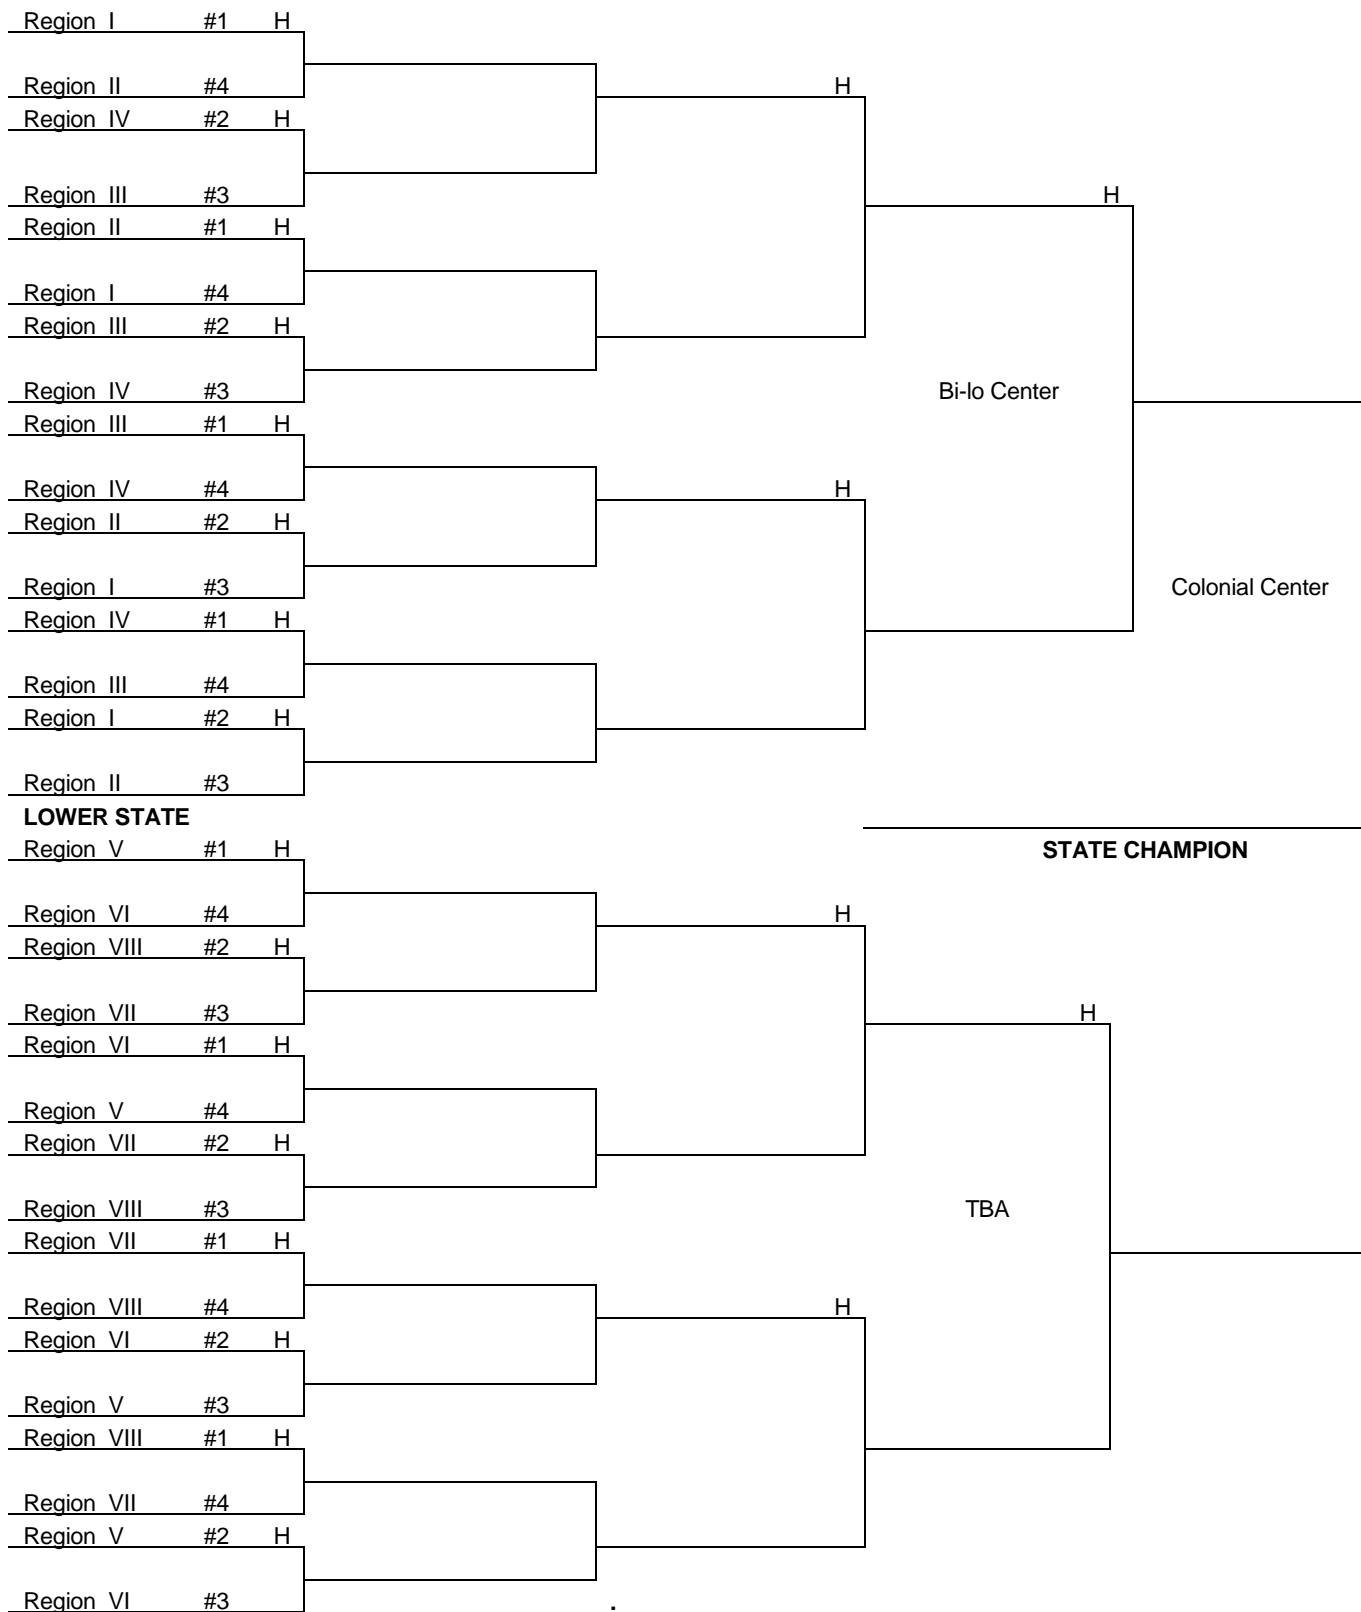 Region I #1 H
Region II #4 H
Region IV #2 H
Region III #3 H
Region II #1 H
Region I #4
Region III #2 H
Region IV #3 Bi-lo Center
Region III #1 H
Region IV #4 H
Region II #2 H
Region I #3 Colonial Center
Region IV #1 H
Region III #4
Region I #2 H
Region II #3
LOWER STATE
Region V #1 H STATE CHAMPION
Region VI #4 H
Region VIII #2 H
Region VII #3 H
Region VI #1 H
Region V #4
Region VII #2 H
Region VIII #3 TBA
Region VII #1 H
Region VIII #4 H
Region VI #2 H
Region V #3
Region VIII #1 H
Region VII #4
Region V #2 H
Region VI #3 .